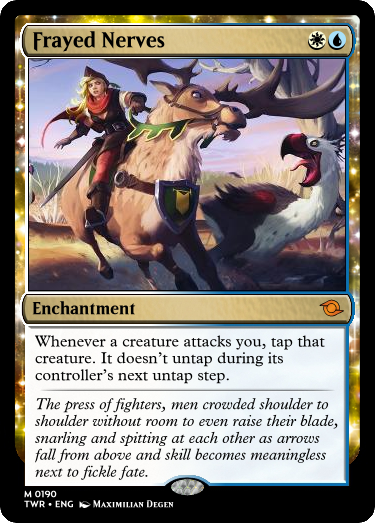 Frayed Nerves
Enchantment
Whenever a creature attacks you, tap that
creature. It doesn't untap during its
controller's next untap step.
The press of fighters, men crowded shoulder to
shoulder without room to even raise their blade,
snarling and spitting at each other as arrows
fall from above and skill becomes meaningless
next to fickle fate.
M 0190
TWR • ENG Maximilian Degen